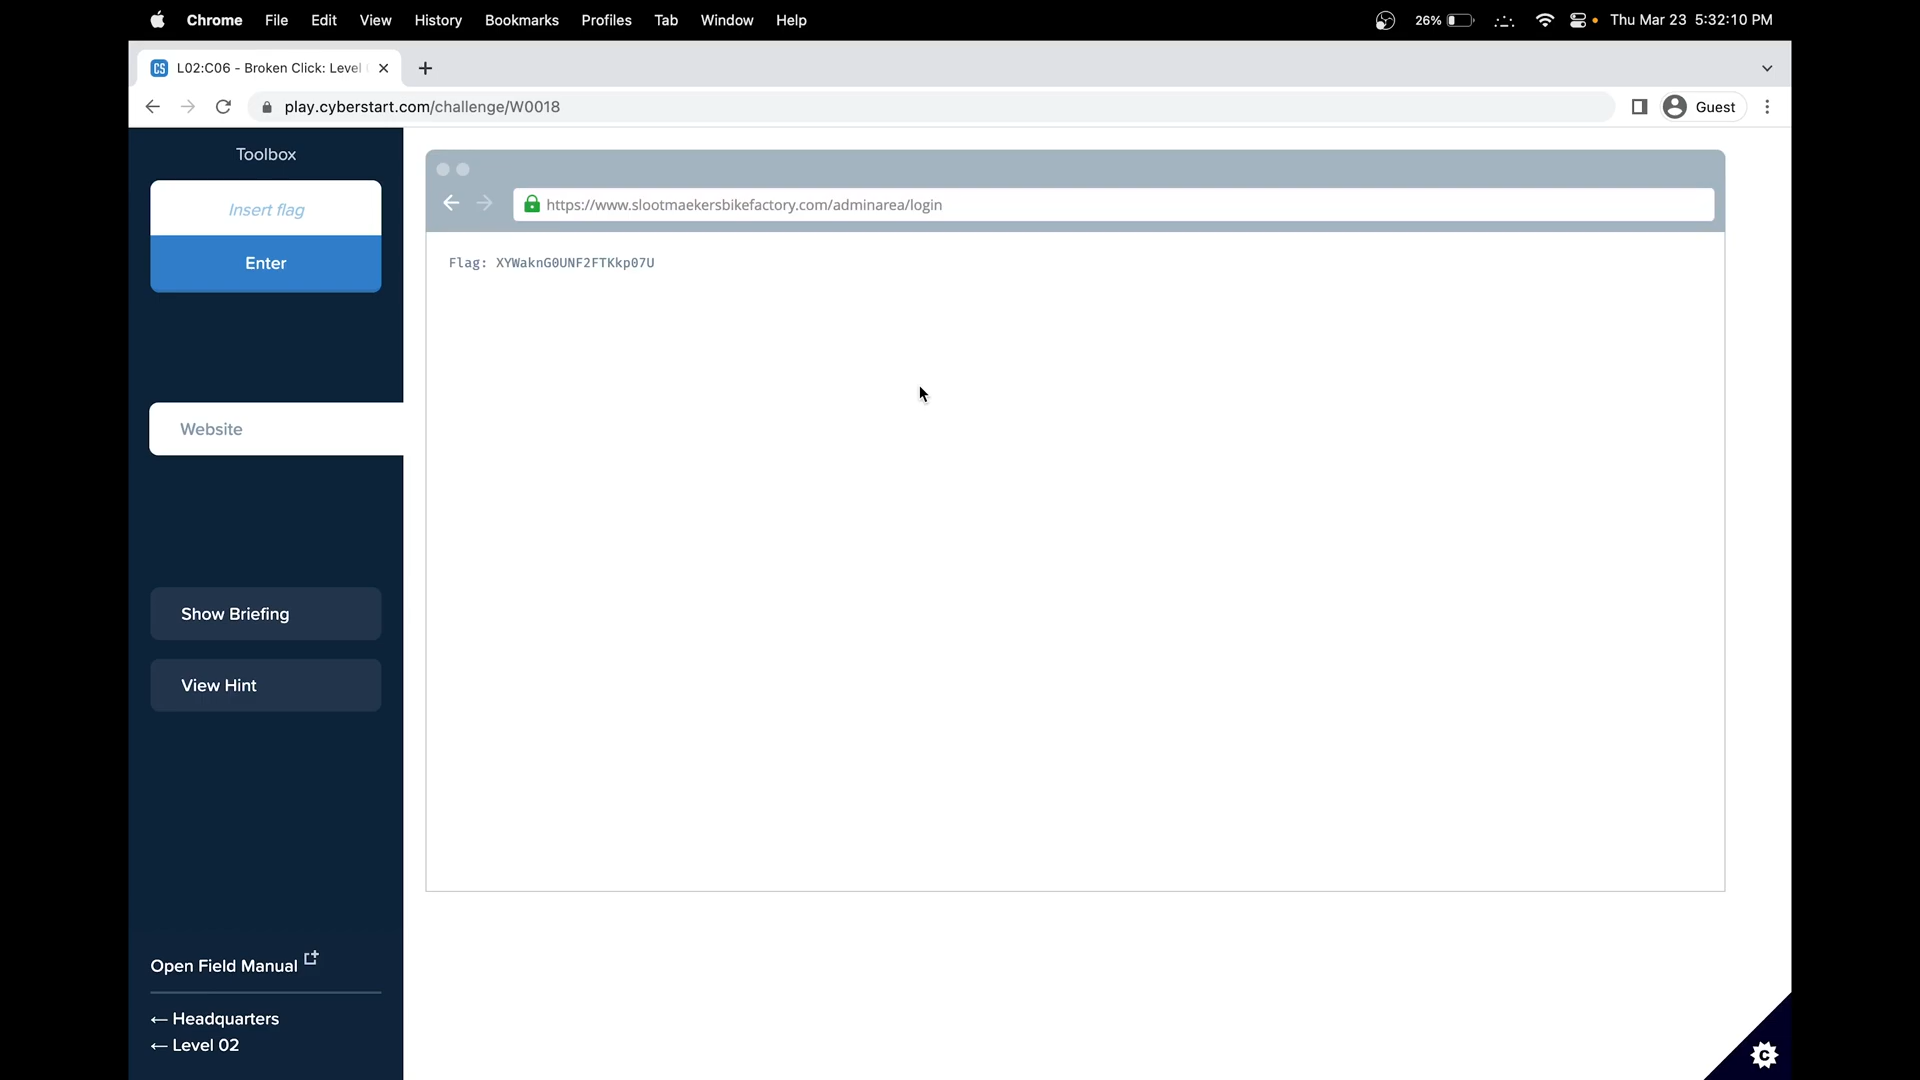 Chrome File Edit View History Bookmarks Profiles Tab Window Help 26% Thu Mar 23 5:32:10 PM
CS L02:C06 - Broken Click: Level
play.cyberstart.com/challenge/W0018 Guest
Toolbox
Insert flag
Enter
Website
Show Briefing
View Hint
Open Field Manual
← Headquarters
← Level 02
https://www.slootmaekersbikefactory.com/adminarea/login
Flag: XYWaknG0UNF2FTKkp07U
C